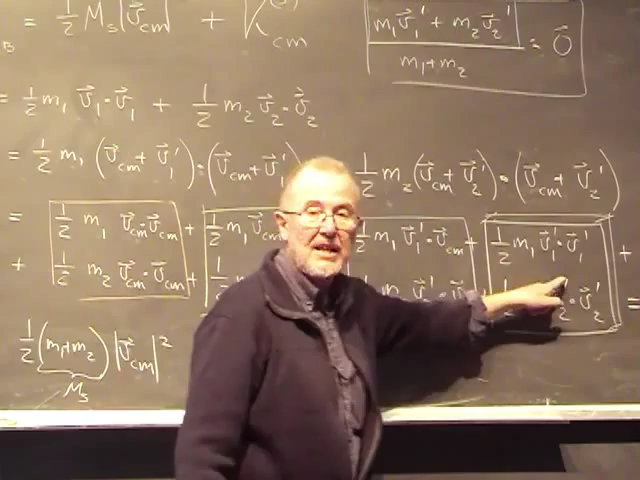 = 1/2 M_s |v⃗_cm| + K_cm
(m₁v⃗₁' + m₂v⃗₂') / (m₁+m₂) = 0⃗
= 1/2 m₁ v⃗₁·v⃗₁ + 1/2 m₂ v⃗₂·v⃗₂
= 1/2 m₁ (v⃗_cm + v⃗₁')·(v⃗_cm + v⃗₁') 1/2 m₂ (v⃗_cm + v⃗₂')·(v⃗_cm + v⃗₂')
= 1/2 m₁ v⃗_cm·v⃗_cm + 1/2 m₁ v⃗_cm 1/2 m₁ v⃗₁'·v⃗_cm + 1/2 m₁ v⃗₁'·v⃗₁' +
+ 1/2 m₂ v⃗_cm·v⃗_cm + 2·v⃗₂' =
1/2 (m₁+m₂) |v⃗_cm|²
M_s